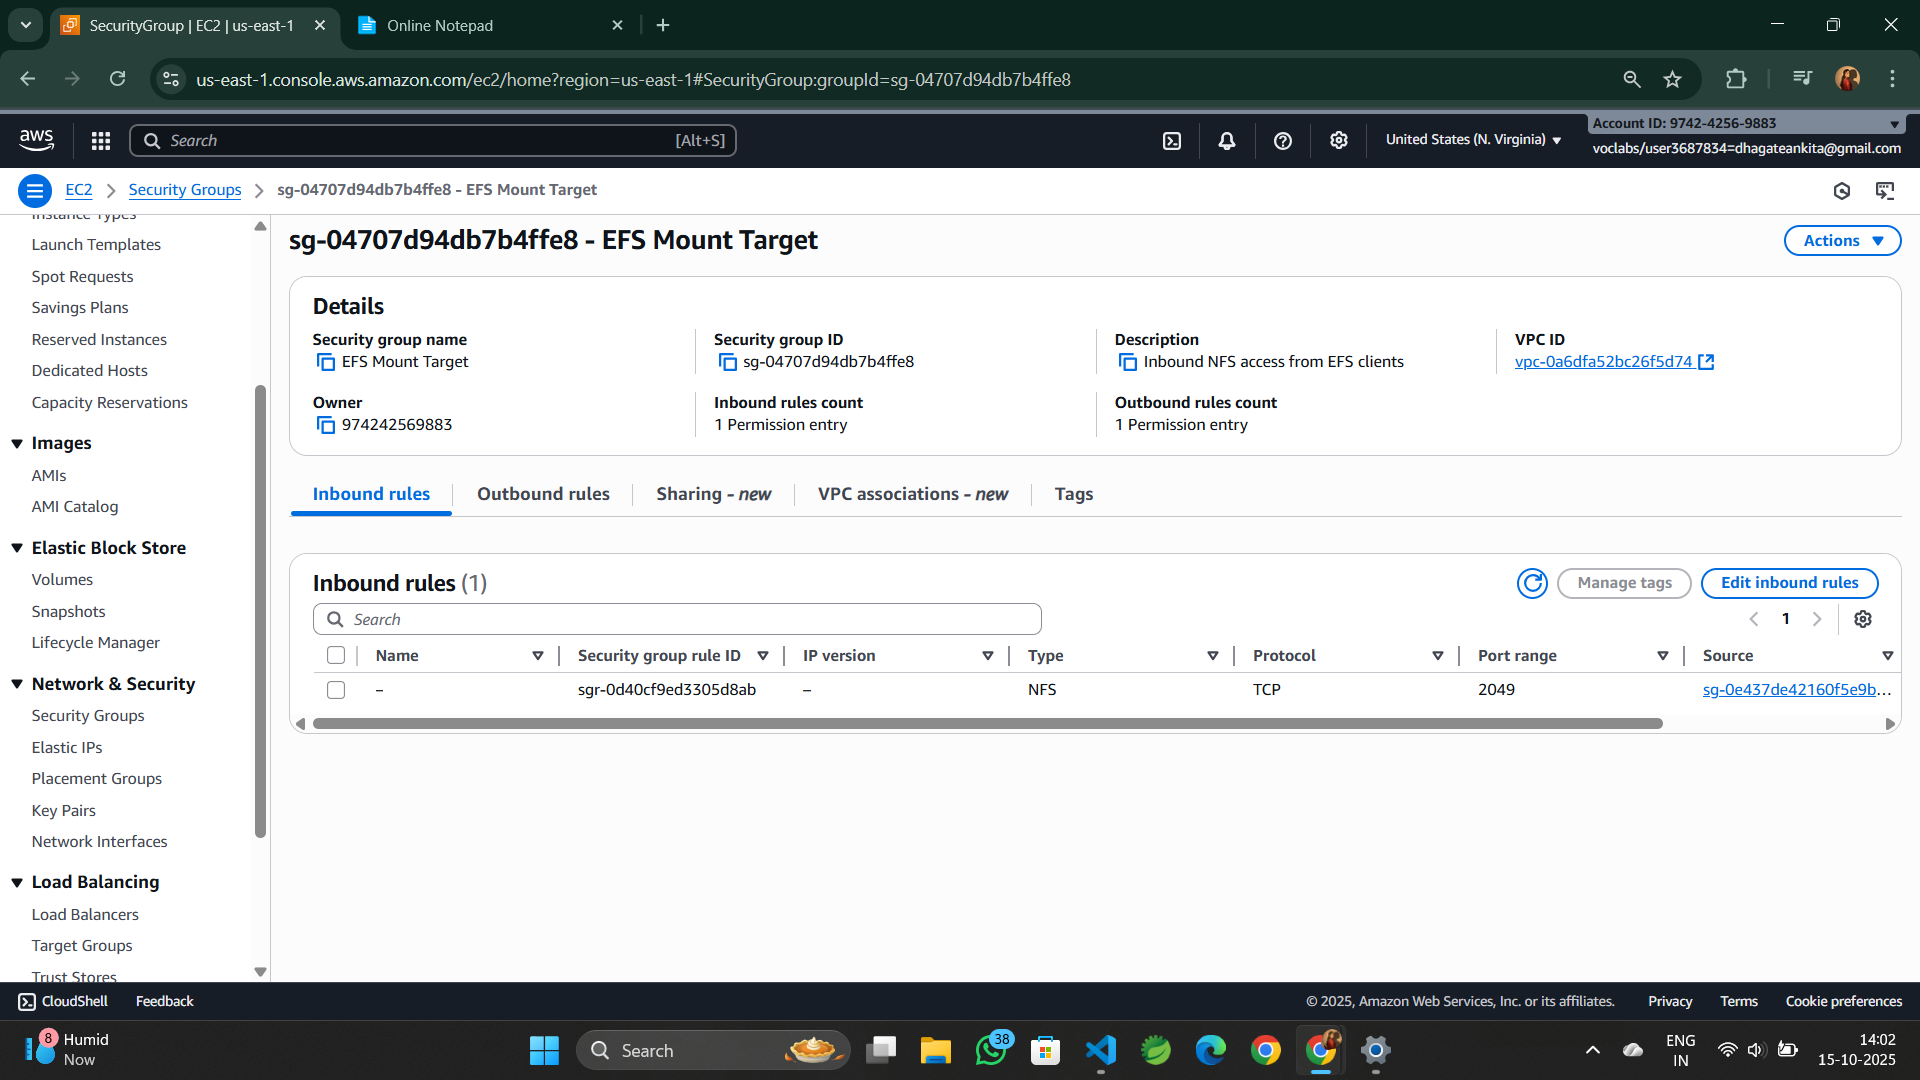 SecurityGroup | EC2 | us-east-1
Online Notepad
us-east-1.console.aws.amazon.com/ec2/home?region=us-east-1#SecurityGroup:groupId=sg-04707d94db7b4ffe8
aws
Search
[Alt+S]
United States (N. Virginia)
Account ID: 9742-4256-9883
voclabs/user3687834=dhagateankita@gmail.com
EC2
Security Groups
sg-04707d94db7b4ffe8 - EFS Mount Target
Instance Types
Launch Templates
Spot Requests
Savings Plans
Reserved Instances
Dedicated Hosts
Capacity Reservations
Images
AMIs
AMI Catalog
Elastic Block Store
Volumes
Snapshots
Lifecycle Manager
Network & Security
Security Groups
Elastic IPs
Placement Groups
Key Pairs
Network Interfaces
Load Balancing
Load Balancers
Target Groups
Trust Stores
sg-04707d94db7b4ffe8 - EFS Mount Target
Actions
Details
Security group name
EFS Mount Target
Security group ID
sg-04707d94db7b4ffe8
Description
Inbound NFS access from EFS clients
VPC ID
vpc-0a6dfa52bc26f5d74
Owner
974242569883
Inbound rules count
1 Permission entry
Outbound rules count
1 Permission entry
Inbound rules
Outbound rules
Sharing - new
VPC associations - new
Tags
Inbound rules (1)
Manage tags
Edit inbound rules
Search
1
Name
Security group rule ID
IP version
Type
Protocol
Port range
Source
–
sgr-0d40cf9ed3305d8ab
–
NFS
TCP
2049
sg-0e437de42160f5e9b...
CloudShell
Feedback
© 2025, Amazon Web Services, Inc. or its affiliates.
Privacy
Terms
Cookie preferences
8
Humid
Now
Search
38
ENG
IN
14:02
15-10-2025